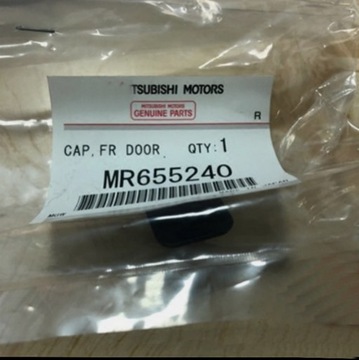 TSUBISHI MOTORS
MITSUBISHI MOTORS
GENUINE PARTS
R
CAP, FR DOOR QTY:1
MR655240